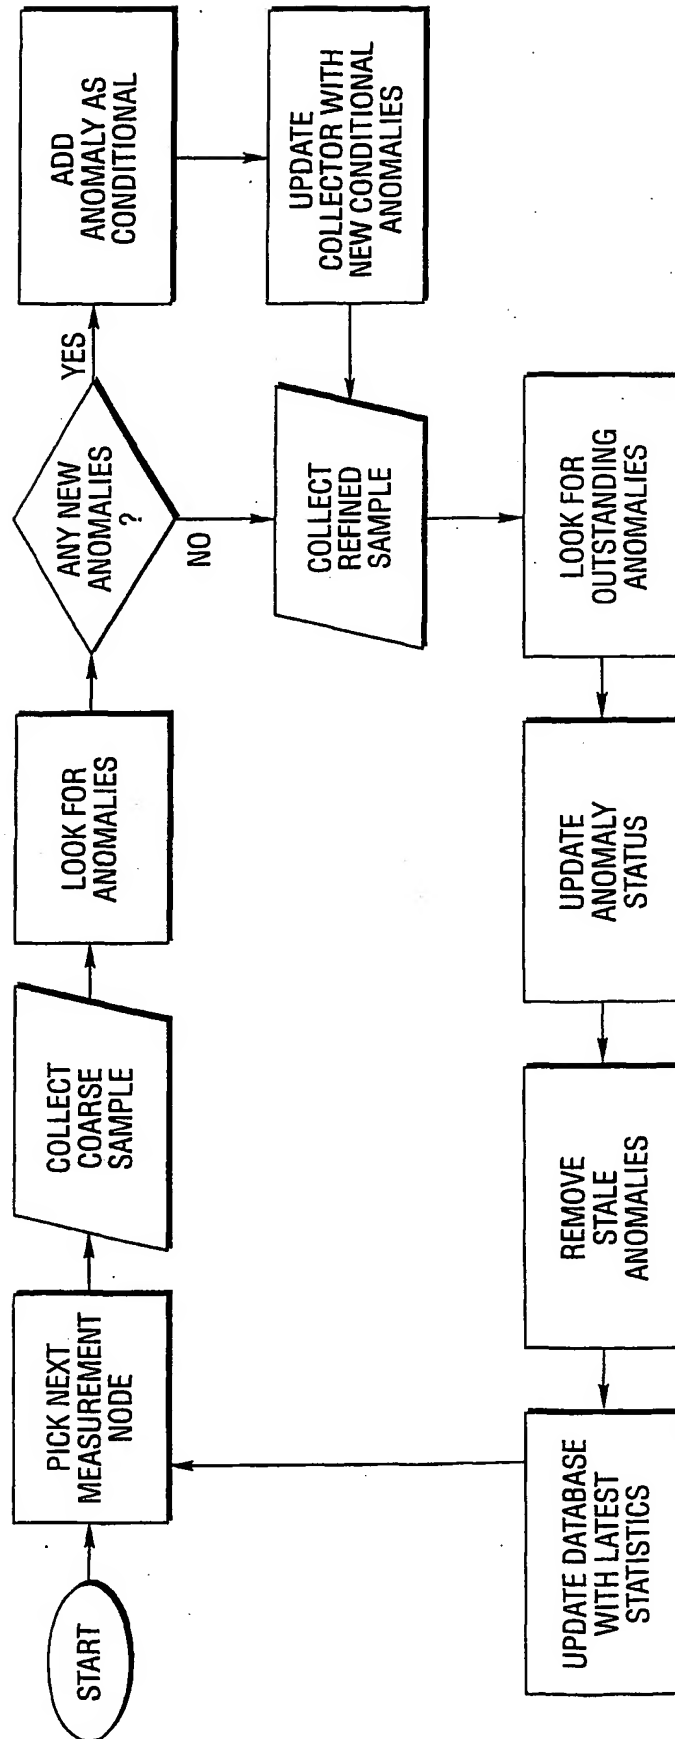 START
PICK NEXT
MEASUREMENT
NODE
COLLECT
COARSE
SAMPLE
LOOK FOR
ANOMALIES
ANY NEW
ANOMALIES
?
YES
NO
ADD
ANOMALY AS
CONDITIONAL
UPDATE
COLLECTOR WITH
NEW CONDITIONAL
ANOMALIES
COLLECT
REFINED
SAMPLE
LOOK FOR
OUTSTANDING
ANOMALIES
UPDATE
ANOMALY
STATUS
REMOVE
STALE
ANOMALIES
UPDATE DATABASE
WITH LATEST
STATISTICS